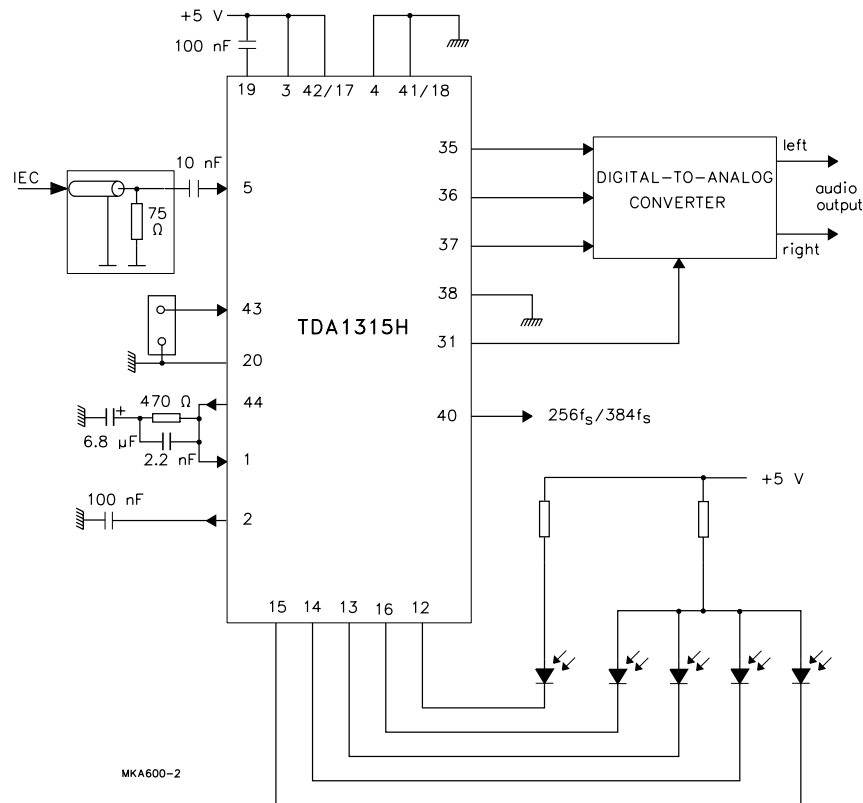 +5 V
100 nF
19 3 42/17 4 41/18
35
left
10 nF
IEC
5
DIGITAL-TO-ANALOG
CONVERTER
audio
output
36
75
Ω
37
right
38
43
TDA1315H
31
20
44
470 Ω
40
256fs/384fs
+
6.8 μF
2.2 nF
1
+5 V
100 nF
2
15 14 13 16 12
MKA600-2